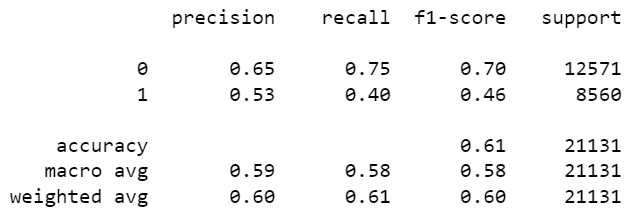 precision recall f1-score support
0 0.65 0.75 0.70 12571
1 0.53 0.40 0.46 8560
accuracy 0.61 21131
macro avg 0.59 0.58 0.58 21131
weighted avg 0.60 0.61 0.60 21131